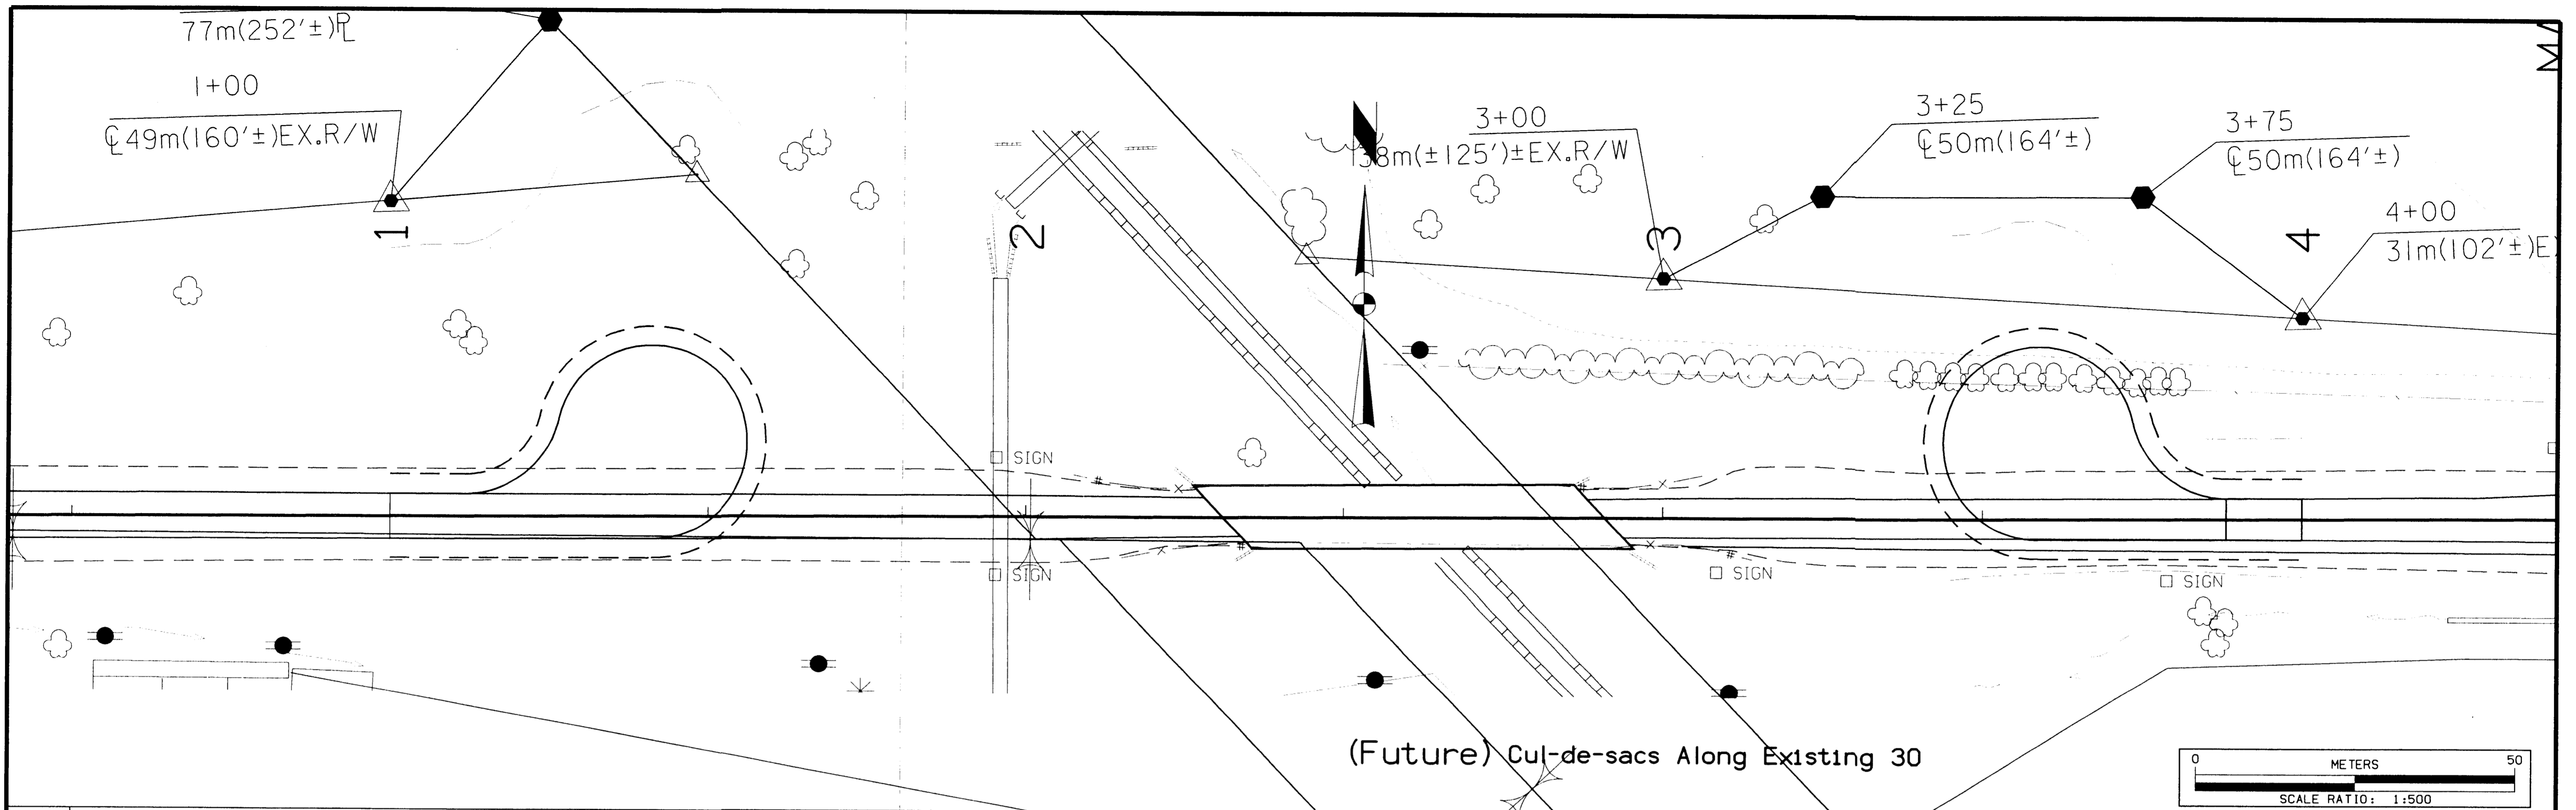 77m(252'±)℄
1+00
℄49m(160'±)EX.R/W
1
2
3+00
38m(±125')±EX.R/W
3
3+25
℄50m(164'±)
3+75
℄50m(164'±)
4
4+00
31m(102'±)E
SIGN
SIGN
SIGN
SIGN
(Future) Cul-de-sacs Along Existing 30
0 METERS 50
SCALE RATIO: 1:500